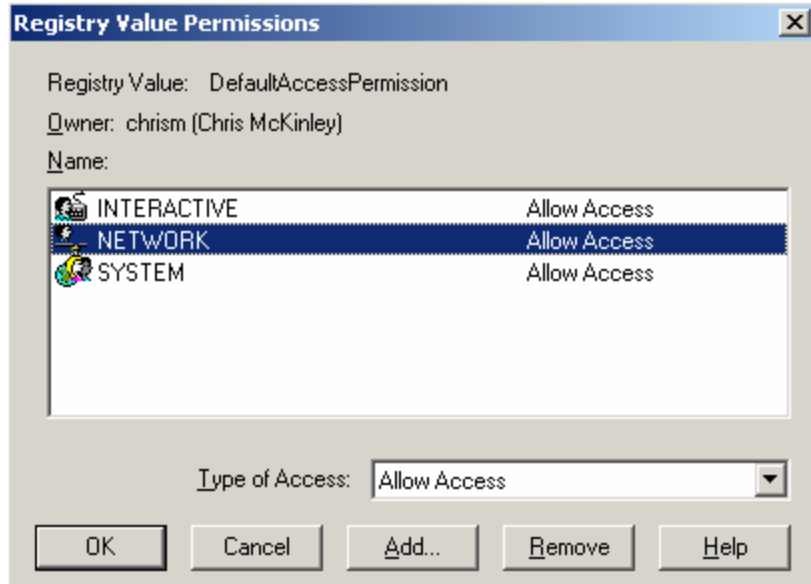 Registry Value Permissions
Registry Value: DefaultAccessPermission
Owner: chrism (Chris McKinley)
Name:
INTERACTIVE Allow Access
NETWORK Allow Access
SYSTEM Allow Access
Type of Access: Allow Access
OK Cancel Add... Remove Help